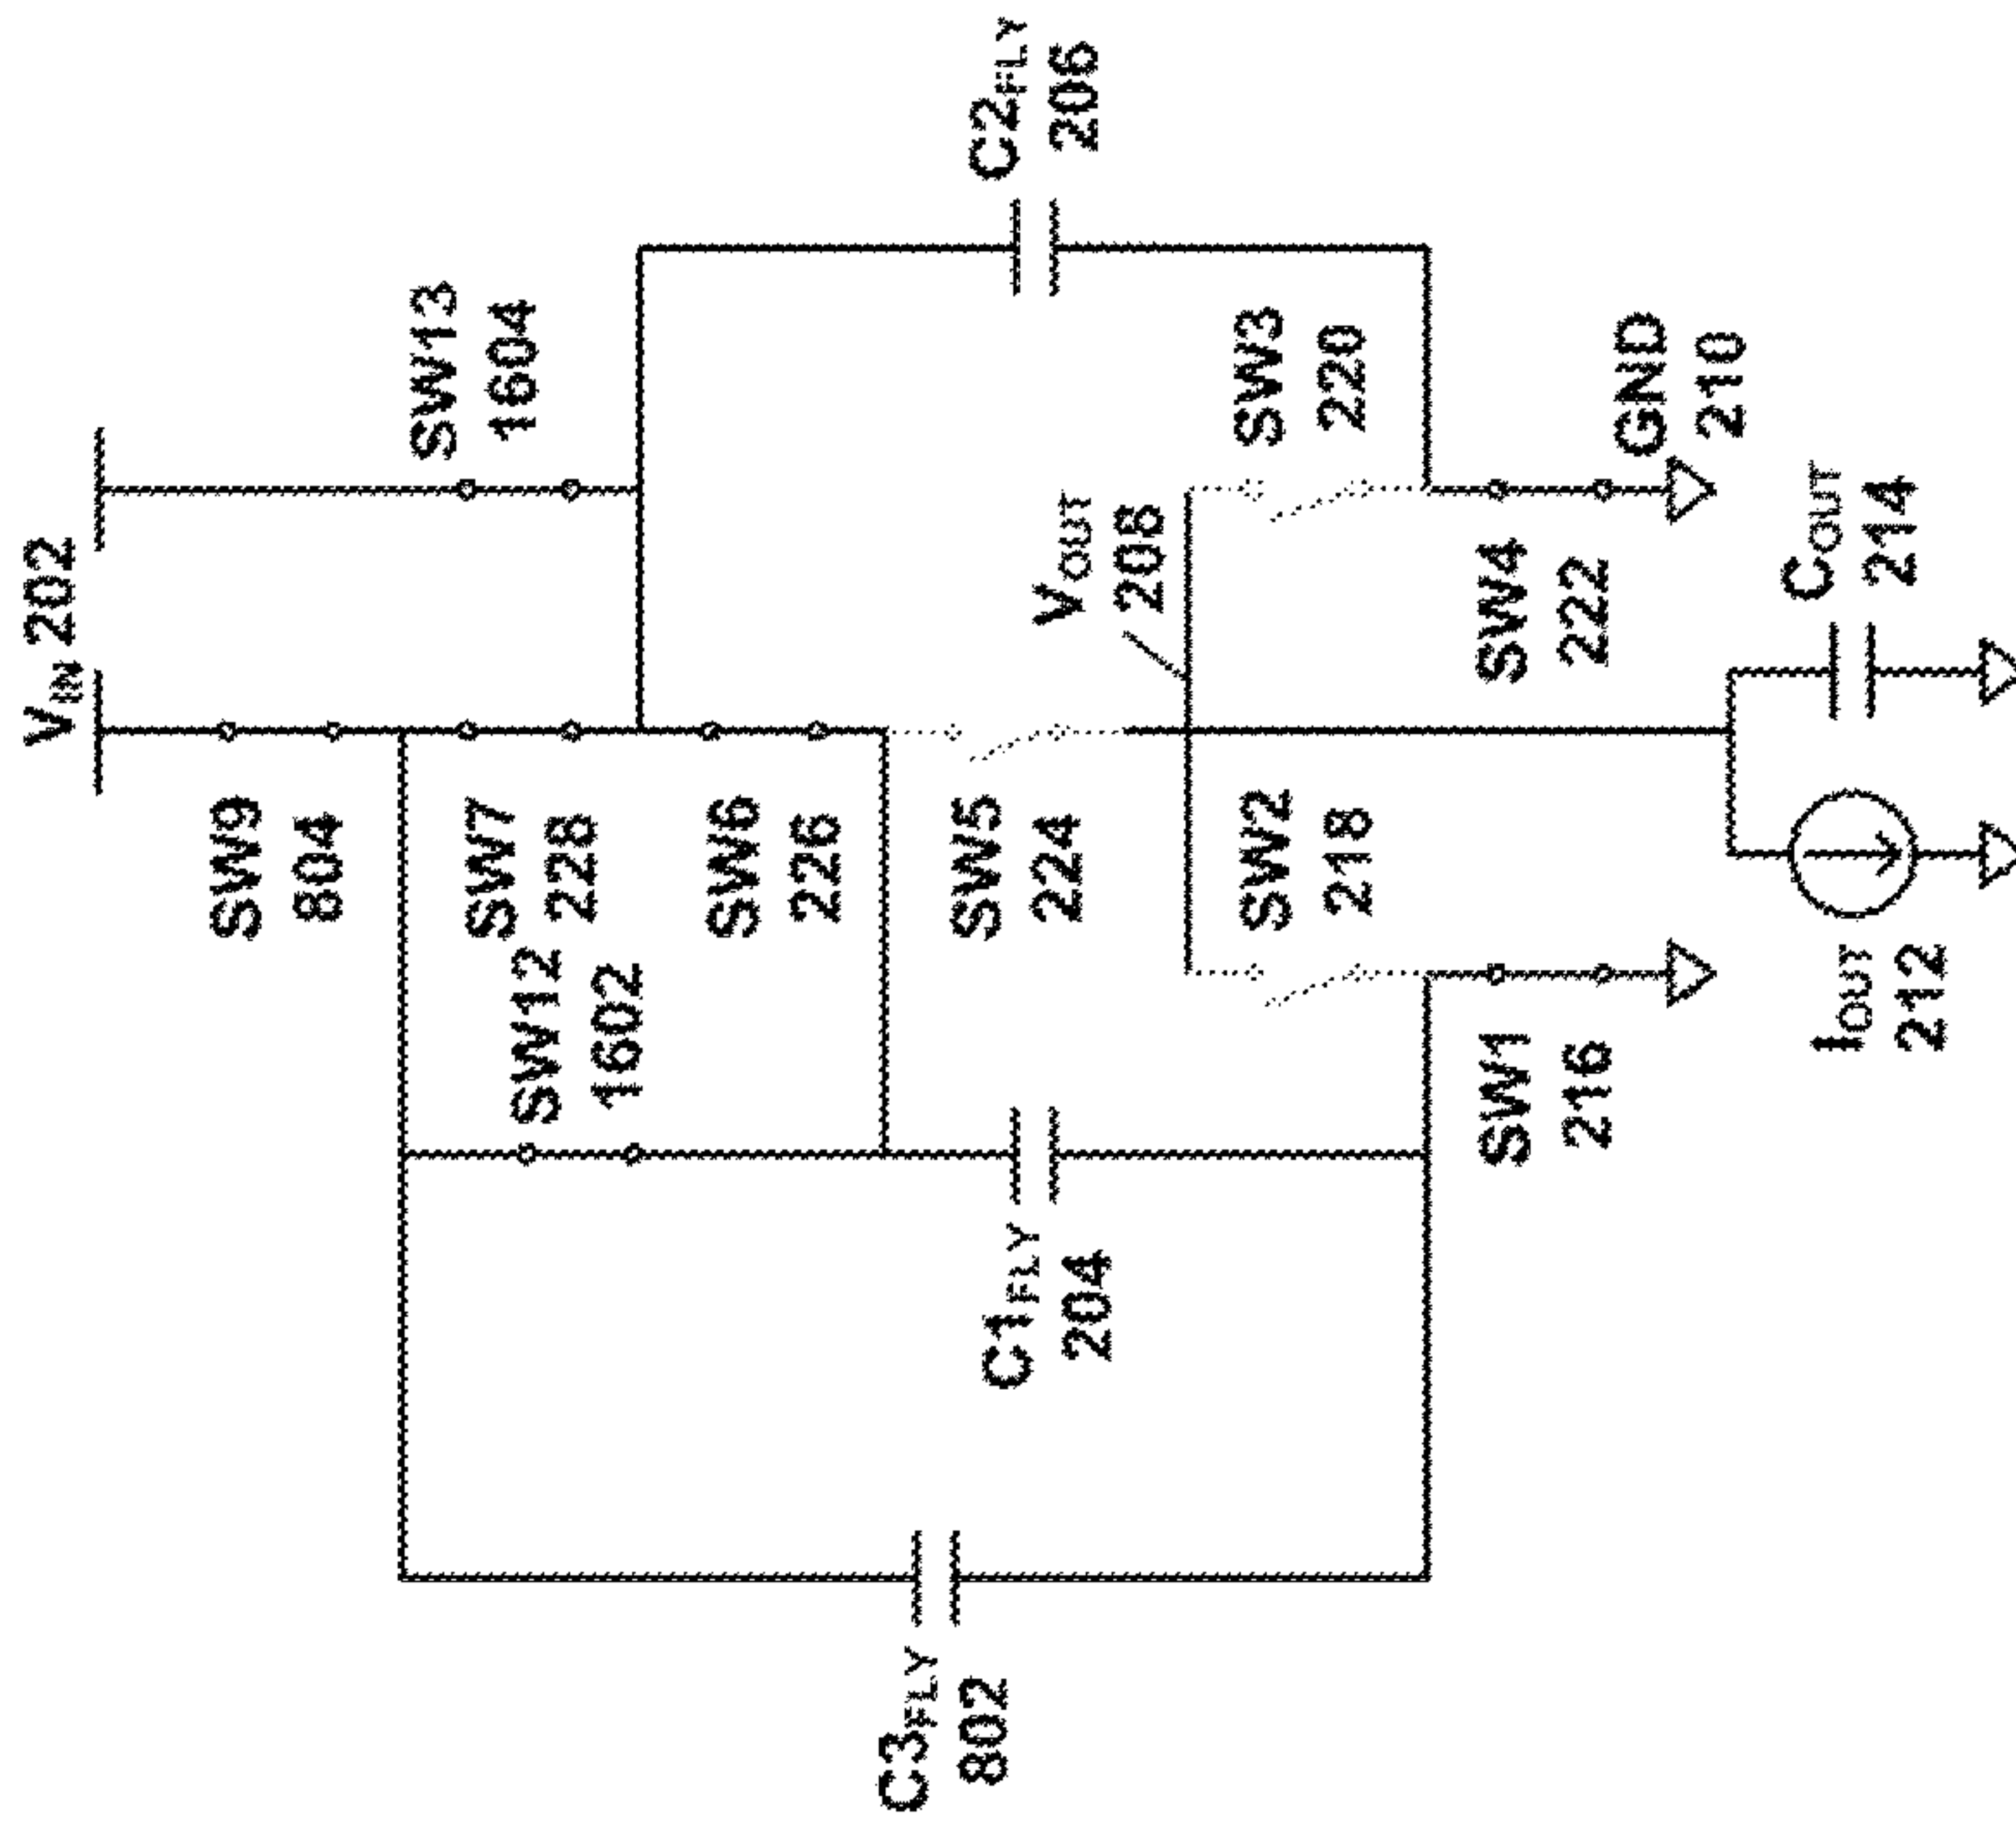 VIN 202
SW13
1604
SW9
804
SW7
228
SW12
1602
SW6
226
C2FLY
206
VOUT
208
SW5
224
C1FLY
204
C3FLY
802
SW3
220
SW2
218
SW4
222
SW1
216
GND
210
COUT
214
IOUT
212